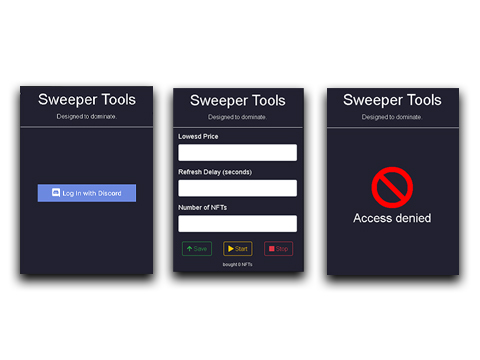 Sweeper Tools
Designed to dominate.
Log In with Discord
Sweeper Tools
Designed to dominate.
Lowesd Price
Refresh Delay (seconds)
Number of NFTs
Save
Start
Stop
bought 0 NFTs
Sweeper Tools
Designed to dominate.
Access denied